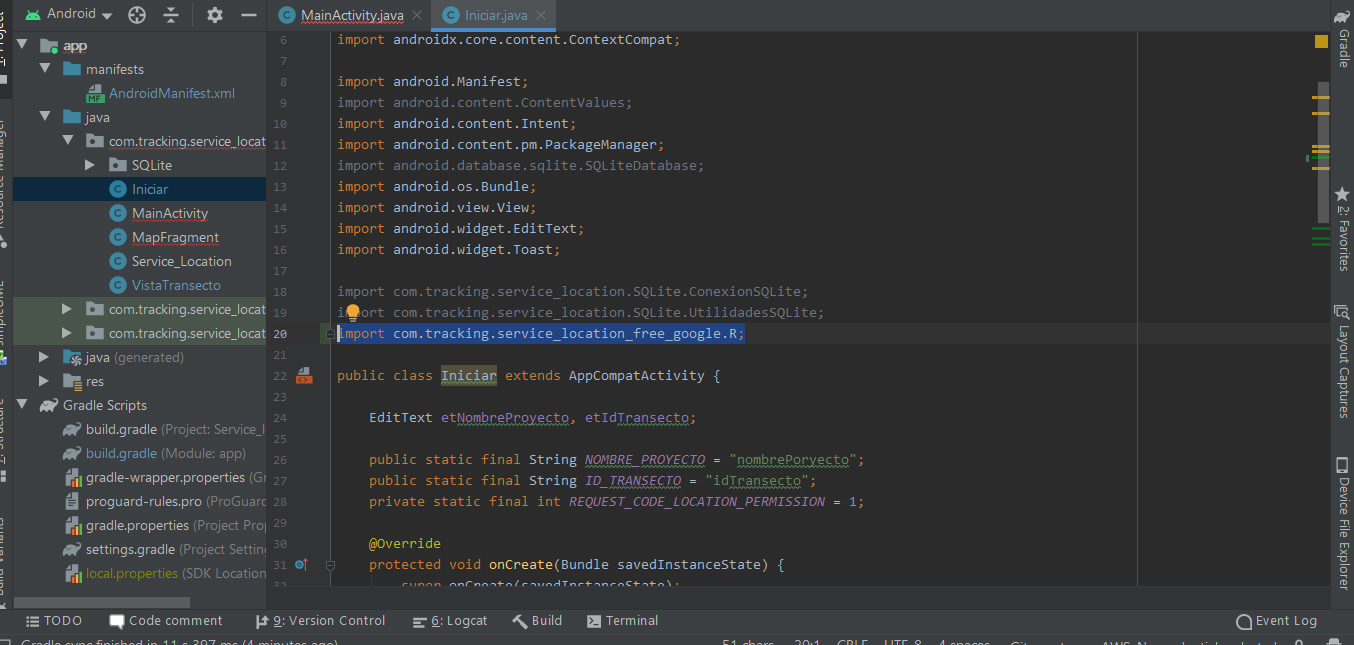 Android
MainActivity.java
Iniciar.java
app
manifests
AndroidManifest.xml
java
com.tracking.service_locat
SQLite
Iniciar
MainActivity
MapFragment
Service_Location
VistaTransecto
com.tracking.service_locat
com.tracking.service_locat
java (generated)
res
Gradle Scripts
build.gradle (Project: Service_l
build.gradle (Module: app)
gradle-wrapper.properties (Gr
proguard-rules.pro (ProGuard
gradle.properties (Project Prop
settings.gradle (Project Settin
local.properties (SDK Location
6 import androidx.core.content.ContextCompat;
7
8 import android.Manifest;
9 import android.content.ContentValues;
10 import android.content.Intent;
11 import android.content.pm.PackageManager;
12 import android.database.sqlite.SQLiteDatabase;
13 import android.os.Bundle;
14 import android.view.View;
15 import android.widget.EditText;
16 import android.widget.Toast;
17
18 import com.tracking.service_location.SQLite.ConexionSQLite;
19 import com.tracking.service_location.SQLite.UtilidadesSQLite;
20 import com.tracking.service_location_free_google.R;
21
22 public class Iniciar extends AppCompatActivity {
23
24 EditText etNombreProyecto, etIdTransecto;
25
26 public static final String NOMBRE_PROYECTO = "nombrePoryecto";
27 public static final String ID_TRANSECTO = "idTransecto";
28 private static final int REQUEST_CODE_LOCATION_PERMISSION = 1;
29
30 @Override
31 protected void onCreate(Bundle savedInstanceState) {
32 super.onCreate(savedInstanceState);
Gradle
2: Favorites
Layout Captures
Device File Explorer
TODO
Code comment
9: Version Control
6: Logcat
Build
Terminal
Event Log
Gradle sync finished in 11 s 397 ms (4 minutes ago)
51 chars 20:1 CRLF UTF-8 4 spaces